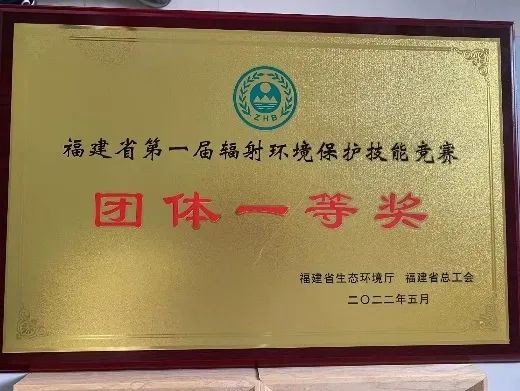 ZHB
福建省第一届辐射环境保护技能竞赛
团体一等奖
福建省生态环境厅 福建省总工会
二〇二二年五月